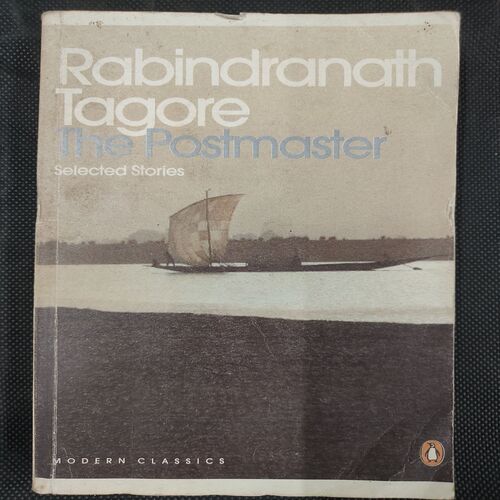 Rabindranath
Tagore
The Postmaster
Selected Stories
MODERN CLASSICS